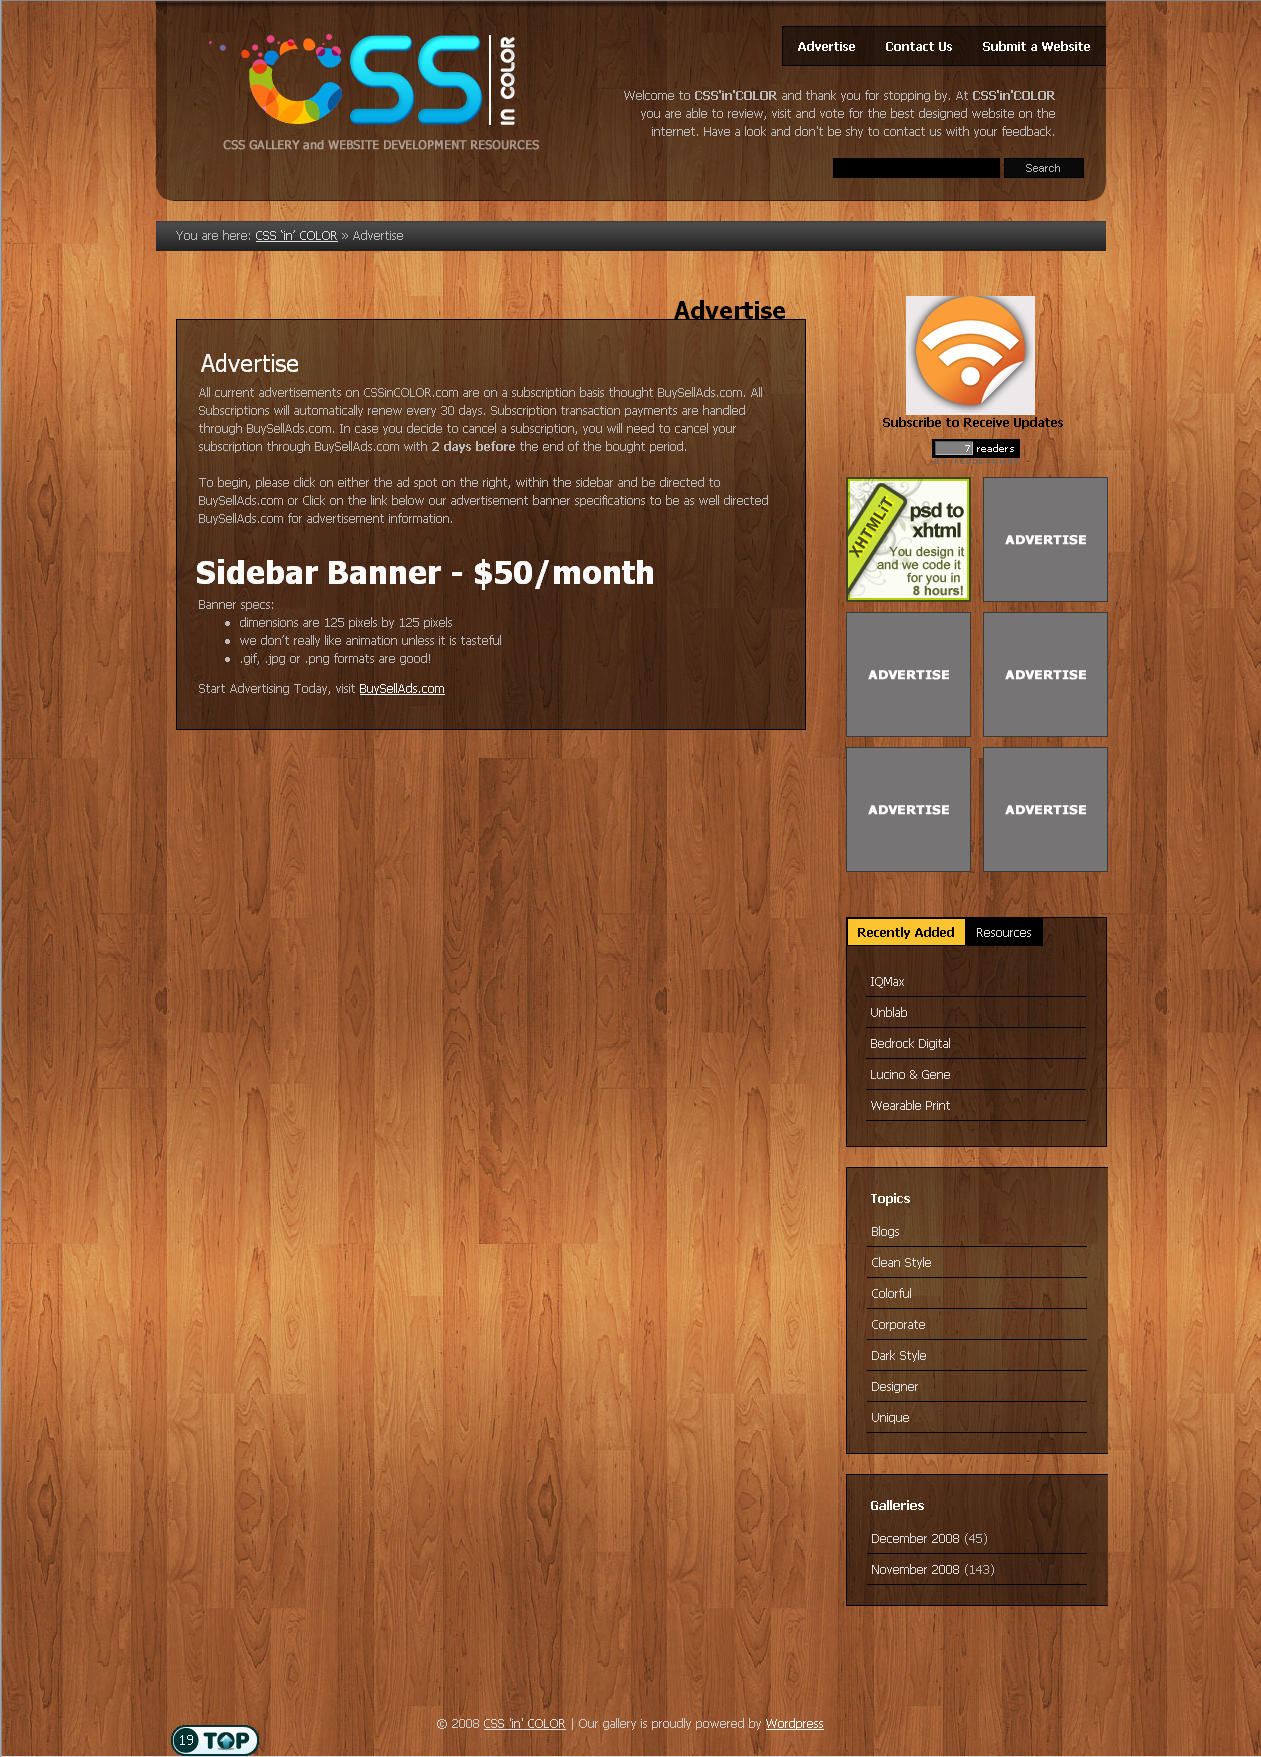 CSS in COLOR
CSS GALLERY and WEBSITE DEVELOPMENT RESOURCES
Advertise Contact Us Submit a Website
Welcome to CSS'in'COLOR and thank you for stopping by. At CSS'in'COLOR
you are able to review, visit and vote for the best designed website on the
internet. Have a look and don't be shy to contact us with your feedback.
Search
You are here: CSS 'in' COLOR » Advertise
Advertise
Advertise
All current advertisements on CSSinCOLOR.com are on a subscription basis thought BuySellAds.com. All
Subscriptions will automatically renew every 30 days. Subscription transaction payments are handled
through BuySellAds.com. In case you decide to cancel a subscription, you will need to cancel your
subscription through BuySellAds.com with 2 days before the end of the bought period.
To begin, please click on either the ad spot on the right, within the sidebar and be directed to
BuySellAds.com or Click on the link below our advertisement banner specifications to be as well directed
BuySellAds.com for advertisement information.
Sidebar Banner - $50/month
Banner specs:
• dimensions are 125 pixels by 125 pixels
• we don't really like animation unless it is tasteful
• .gif, .jpg or .png formats are good!
Start Advertising Today, visit BuySellAds.com
Subscribe to Receive Updates
7 readers
XHTMLiT
psd to
xhtml
You design it
and we code it
for you in
8 hours!
ADVERTISE
ADVERTISE
ADVERTISE
ADVERTISE
ADVERTISE
Recently Added Resources
IQMax
Unblab
Bedrock Digital
Lucino & Gene
Wearable Print
Topics
Blogs
Clean Style
Colorful
Corporate
Dark Style
Designer
Unique
Galleries
December 2008 (45)
November 2008 (143)
© 2008 CSS 'in' COLOR | Our gallery is proudly powered by Wordpress
19 TOP